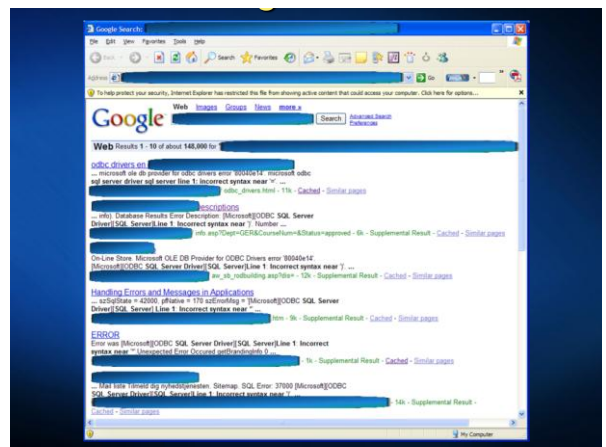 Google Search:
File Edit View Favorites Tools Help
Back Search Favorites
Address Go
To help protect your security, Internet Explorer has restricted this file from showing active content that could access your computer. Click here for options...
Google
Web Images Groups News more »
Search
Advanced Search
Preferences
Web Results 1 - 10 of about 148,000 for
odbc drivers en
... microsoft ole db provider for odbc drivers error '80040e14'. microsoft odbc
sql server driver sql server line 1: incorrect syntax near
odbc_drivers.html - 11k - Cached - Similar pages
escriptions
... info). Database Results Error Description: [Microsoft][ODBC SQL Server
Driver][SQL Server]Line 1: Incorrect syntax near ')'. Number ...
info.asp?Dept=GER&CourseNum=&Status=approved - 6k - Supplemental Result - Cached - Similar pages
On-Line Store. Microsoft OLE DB Provider for ODBC Drivers error '80040e14'.
[Microsoft][ODBC SQL Server Driver][SQL Server]Line 1: Incorrect syntax near
- 12k - Supplemental Result - Cached - Similar pages
Handling Errors and Messages in Applications
... szSqlState = 42000, pfNative = 170 szErrorMsg = '[Microsoft][ODBC SQL Server
Driver][SQL Server]Line 1: Incorrect syntax near
htm - 9k - Supplemental Result - Cached - Similar pages
ERROR
Error was [Microsoft][ODBC SQL Server Driver][SQL Server]Line 1: Incorrect
syntax near Unexpected Error Occured getBrandingInfo 0 ...
- 1k - Supplemental Result - Cached - Similar pages
... Mail liste Tilmeld dig nyhedstjenesten. Sitemap. SQL Error: 37000 [Microsoft][ODBC
SQL Server Driver][SQL Server]Line 1: Incorrect syntax near
- 14k - Supplemental Result -
Cached - Similar pages
My Computer